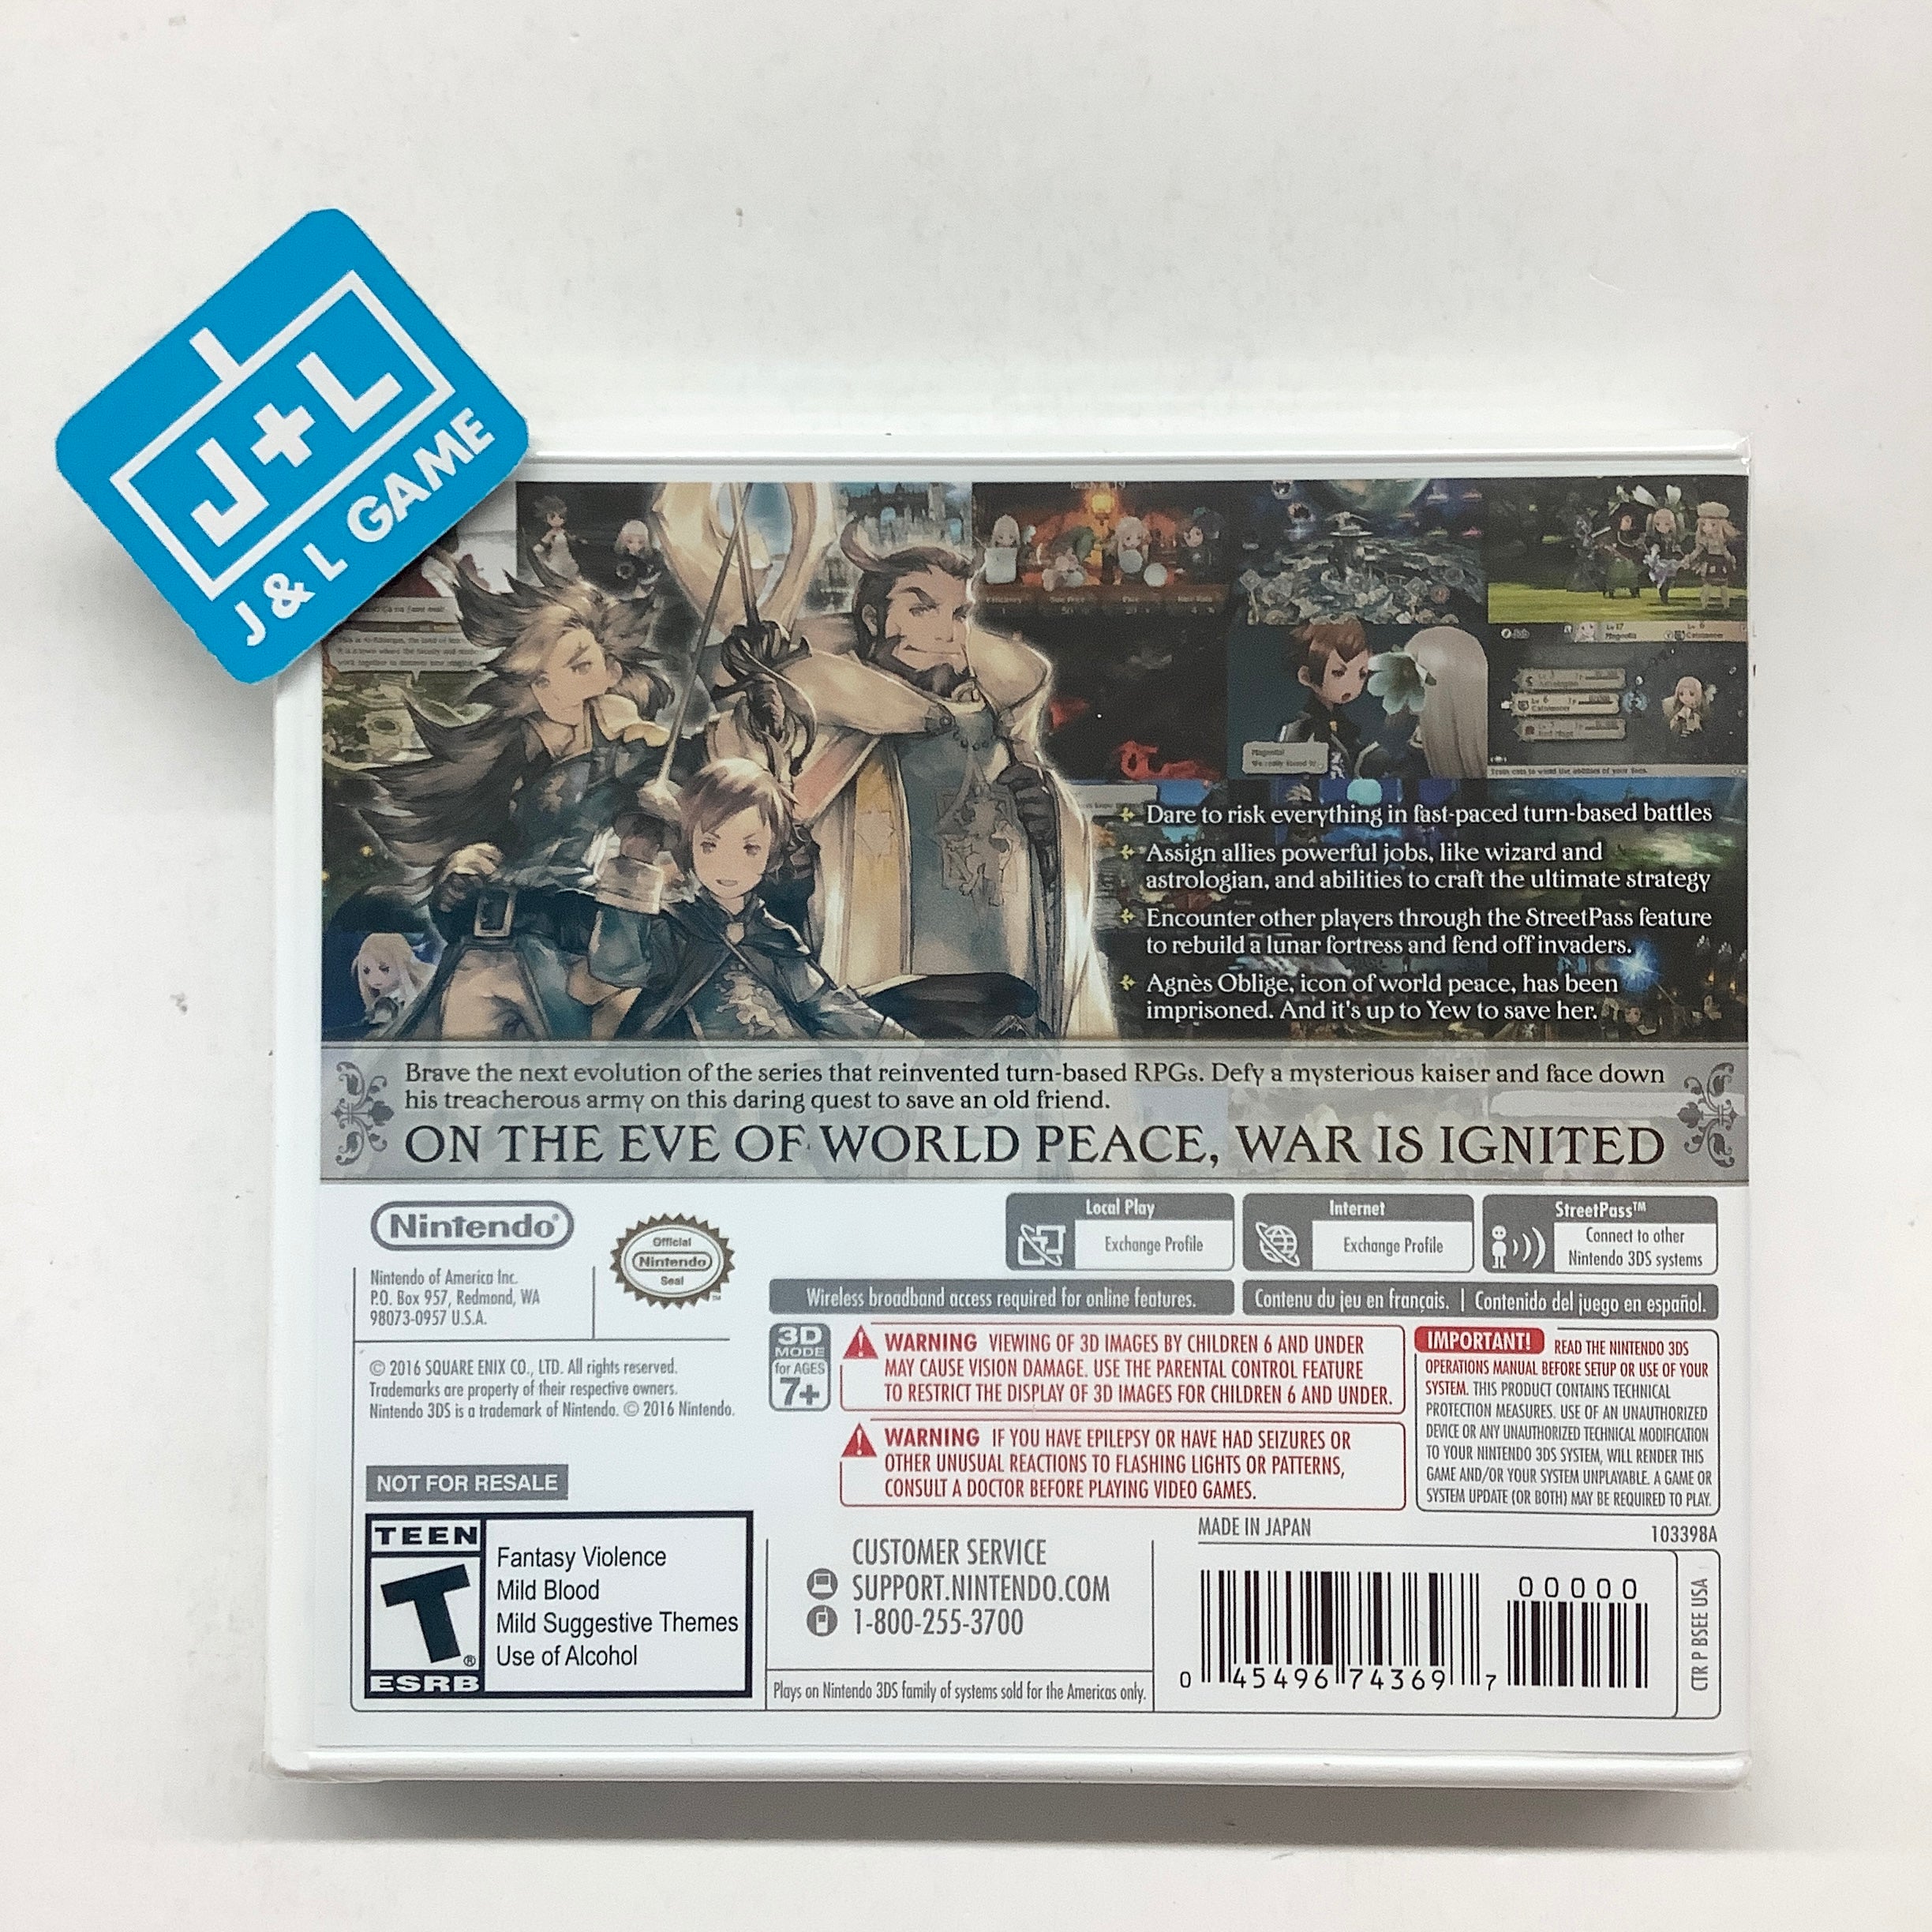 J+L
J & L GAME
Dare to risk everything in fast-paced turn-based battles
Assign allies powerful jobs, like wizard and
astrologian, and abilities to craft the ultimate strategy
Encounter other players through the StreetPass feature
to rebuild a lunar fortress and fend off invaders.
Agnès Oblige, icon of world peace, has been
imprisoned. And it's up to Yew to save her.
Brave the next evolution of the series that reinvented turn-based RPGs. Defy a mysterious kaiser and face down
his treacherous army on this daring quest to save an old friend.
ON THE EVE OF WORLD PEACE, WAR IS IGNITED
Nintendo®
Official
Nintendo
Seal
Nintendo of America Inc.
P.O. Box 957, Redmond, WA
98073-0957 U.S.A.
Local Play
Exchange Profile
Internet
Exchange Profile
StreetPass™
Connect to other
Nintendo 3DS systems
Wireless broadband access required for online features.
Contenu du jeu en français. | Contenido del juego en español.
© 2016 SQUARE ENIX CO., LTD. All rights reserved.
Trademarks are property of their respective owners.
Nintendo 3DS is a trademark of Nintendo. © 2016 Nintendo.
3D
MODE
for AGES
7+
WARNING VIEWING OF 3D IMAGES BY CHILDREN 6 AND UNDER
MAY CAUSE VISION DAMAGE. USE THE PARENTAL CONTROL FEATURE
TO RESTRICT THE DISPLAY OF 3D IMAGES FOR CHILDREN 6 AND UNDER.
WARNING IF YOU HAVE EPILEPSY OR HAVE HAD SEIZURES OR
OTHER UNUSUAL REACTIONS TO FLASHING LIGHTS OR PATTERNS,
CONSULT A DOCTOR BEFORE PLAYING VIDEO GAMES.
IMPORTANT! READ THE NINTENDO 3DS
OPERATIONS MANUAL BEFORE SETUP OR USE OF YOUR
SYSTEM. THIS PRODUCT CONTAINS TECHNICAL
PROTECTION MEASURES. USE OF AN UNAUTHORIZED
DEVICE OR ANY UNAUTHORIZED TECHNICAL MODIFICATION
TO YOUR NINTENDO 3DS SYSTEM, WILL RENDER THIS
GAME AND/OR YOUR SYSTEM UNPLAYABLE. A GAME OR
SYSTEM UPDATE (OR BOTH) MAY BE REQUIRED TO PLAY.
NOT FOR RESALE
TEEN
T®
ESRB
Fantasy Violence
Mild Blood
Mild Suggestive Themes
Use of Alcohol
CUSTOMER SERVICE
SUPPORT.NINTENDO.COM
1-800-255-3700
Plays on Nintendo 3DS family of systems sold for the Americas only.
MADE IN JAPAN
103398A
00000
0 45496 74369 7
CTR P BSEE USA